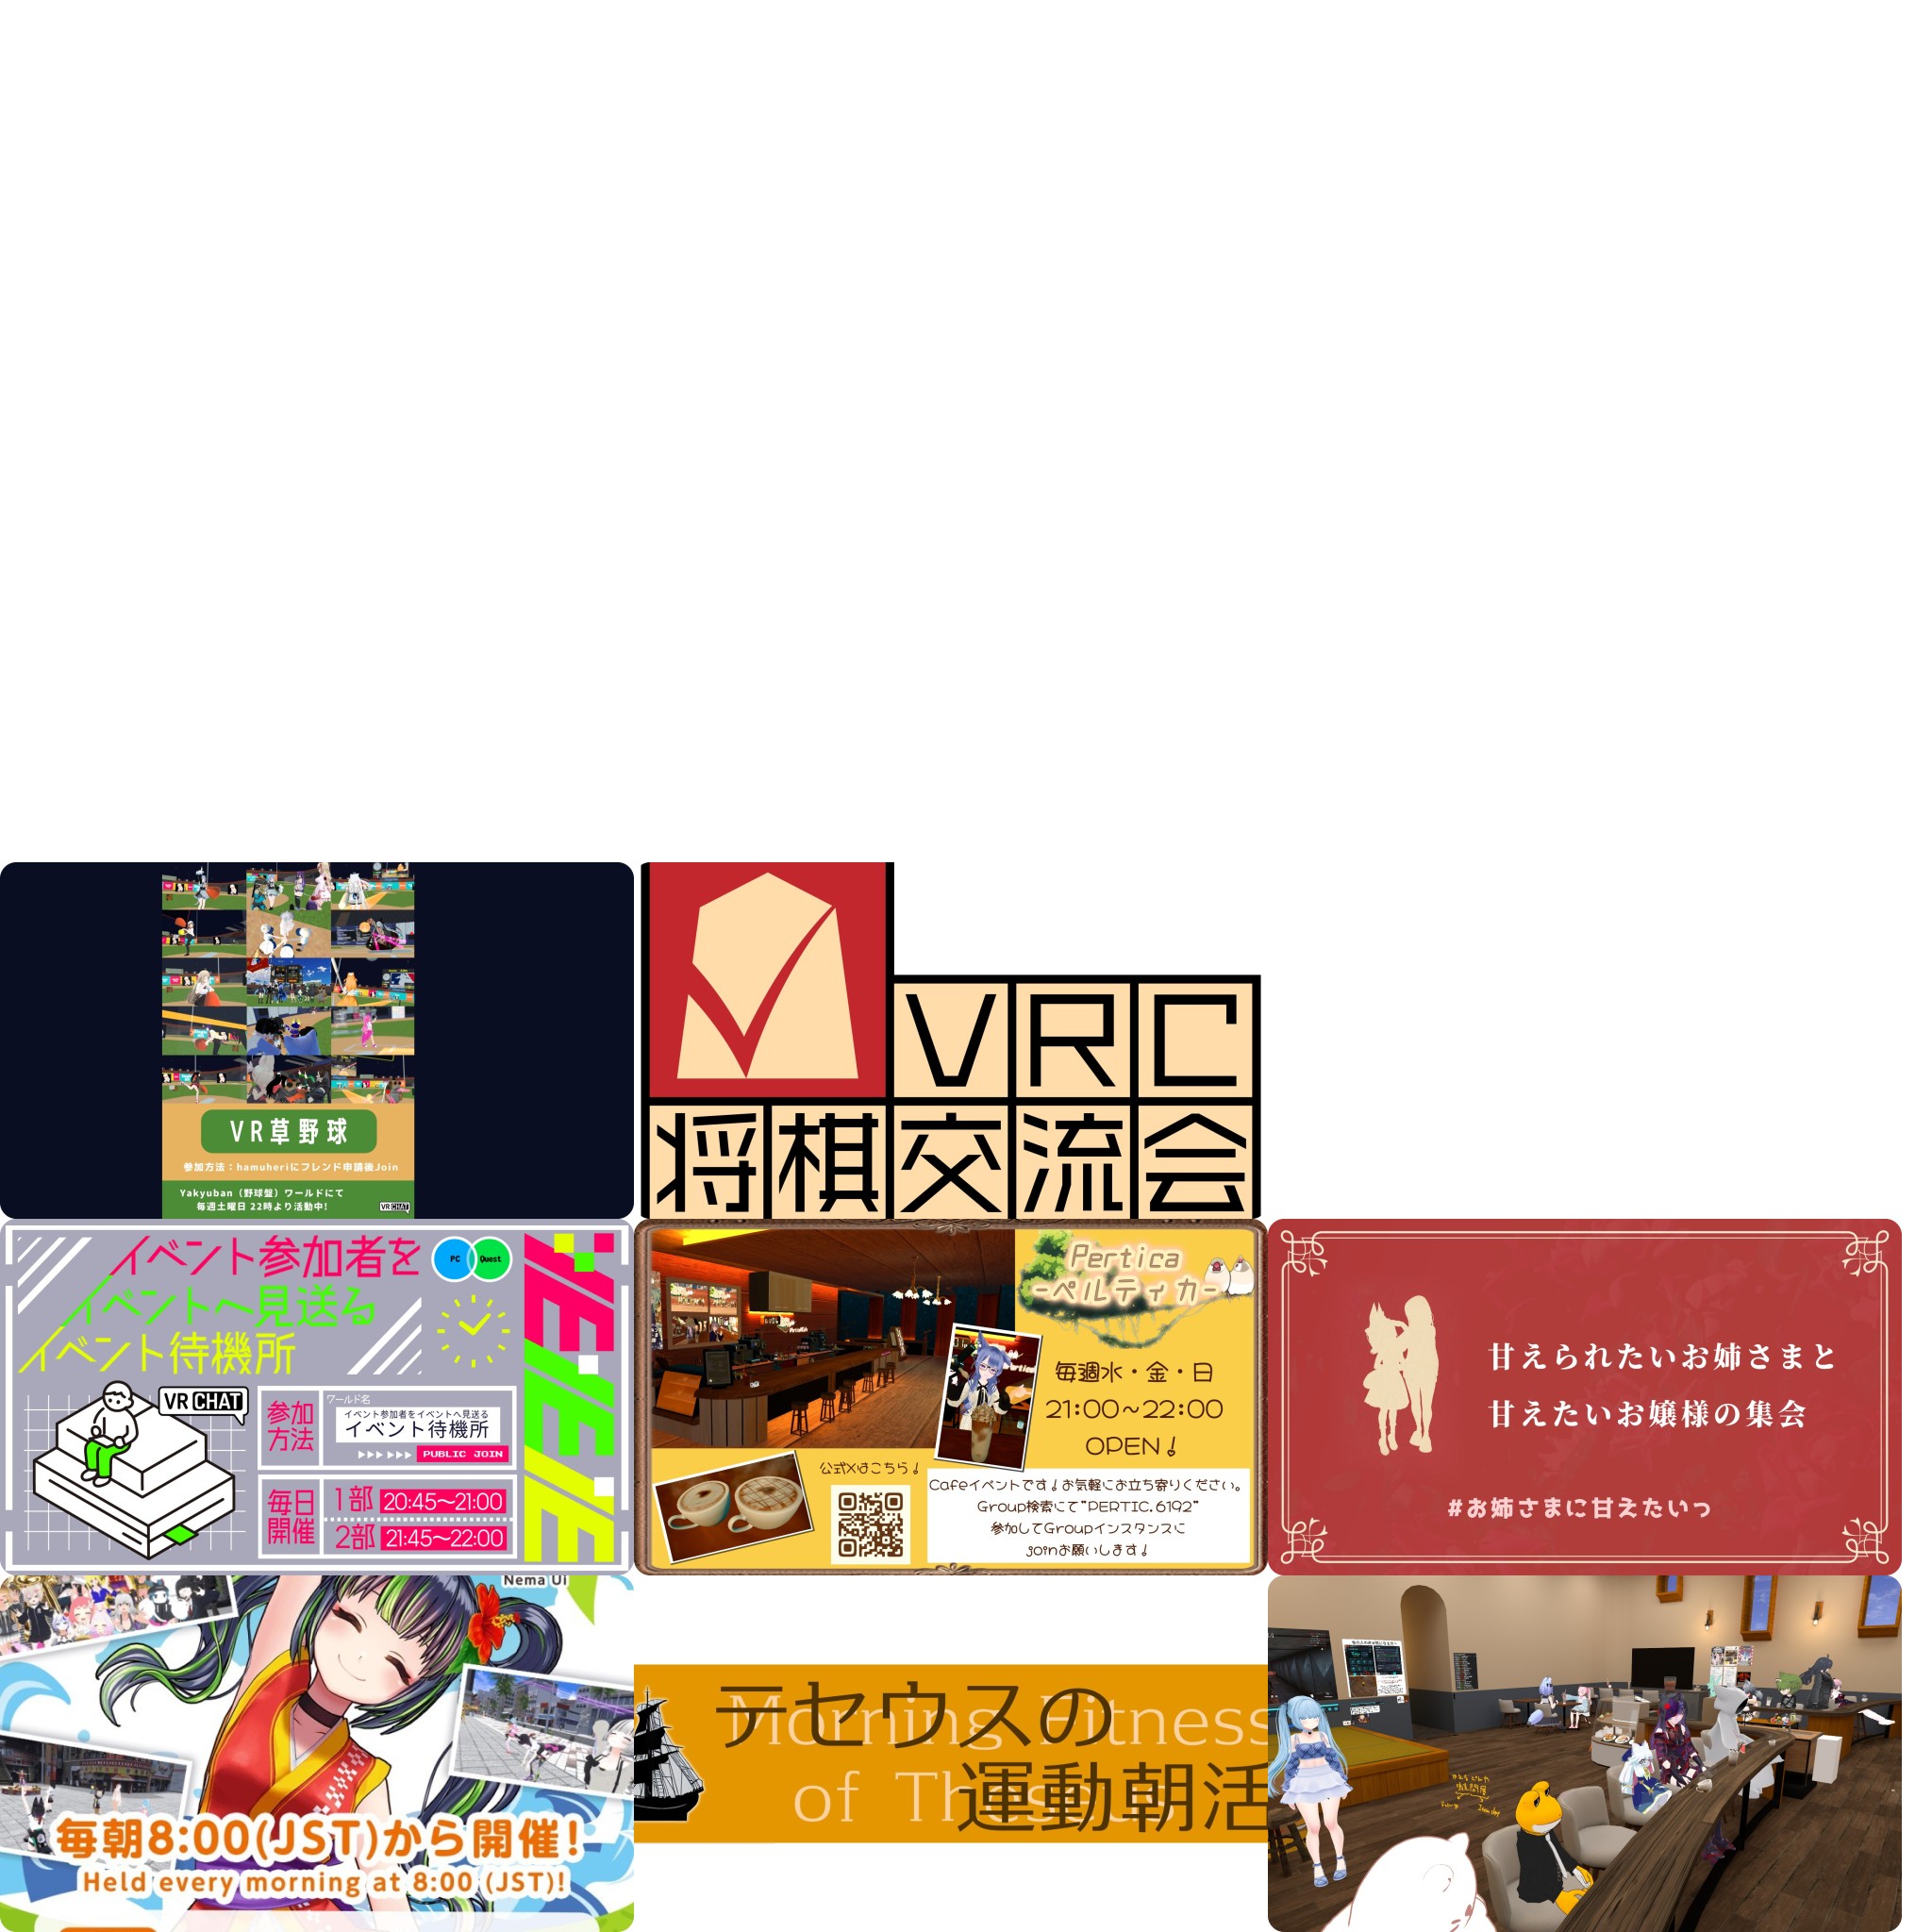 VR草野球
参加方法：hamuheriにフレンド申請後Join
Yakyuban（野球盤）ワールドにて
毎週土曜日 22時より活動中!
VRCHAT
VRC
将棋交流会
イベント参加者を
イベントへ見送る
イベント待機所
PC
Quest
VRCHAT
参加
方法
ワールド名
イベント参加者をイベントへ見送る
イベント待機所
PUBLIC JOIN
毎日
開催
1部 20:45〜21:00
2部 21:45〜22:00
Pertica
-ペルティカ-
毎週水・金・日
21:00~22:00
OPEN！
公式Xはこちら！
Cafeイベントです！お気軽にお立ち寄りください。
Group検索にて"PERTIC.6192"
参加してGroupインスタンスに
joinお願いします！
甘えられたいお姉さまと
甘えたいお嬢様の集会
#お姉さまに甘えたいっ
Nema Ui
毎朝8:00(JST)から開催!
Held every morning at 8:00 (JST)!
テセウスの
運動朝活
Morning Fitness